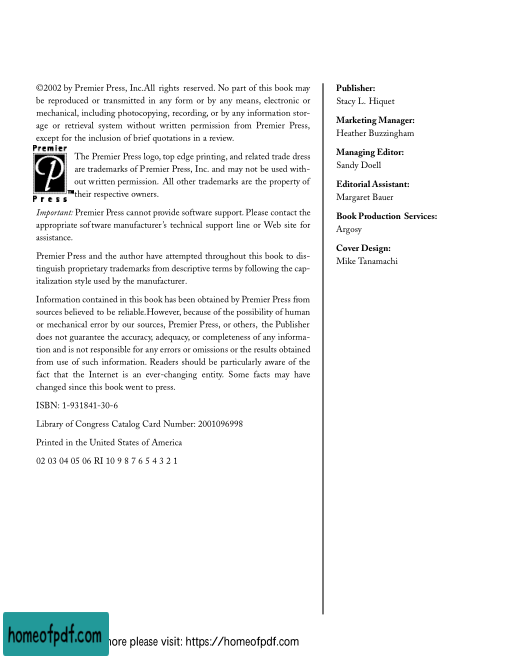 ©2002 by Premier Press, Inc.All rights reserved. No part of this book may
be reproduced or transmitted in any form or by any means, electronic or
mechanical, including photocopying, recording, or by any information stor-
age or retrieval system without written permission from Premier Press,
except for the inclusion of brief quotations in a review.
Premier
P
Press™
The Premier Press logo, top edge printing, and related trade dress
are trademarks of Premier Press, Inc. and may not be used with-
out written permission. All other trademarks are the property of
their respective owners.
Important: Premier Press cannot provide software support. Please contact the
appropriate software manufacturer's technical support line or Web site for
assistance.
Premier Press and the author have attempted throughout this book to dis-
tinguish proprietary trademarks from descriptive terms by following the cap-
italization style used by the manufacturer.
Information contained in this book has been obtained by Premier Press from
sources believed to be reliable.However, because of the possibility of human
or mechanical error by our sources, Premier Press, or others, the Publisher
does not guarantee the accuracy, adequacy, or completeness of any informa-
tion and is not responsible for any errors or omissions or the results obtained
from use of such information. Readers should be particularly aware of the
fact that the Internet is an ever-changing entity. Some facts may have
changed since this book went to press.
ISBN: 1-931841-30-6
Library of Congress Catalog Card Number: 2001096998
Printed in the United States of America
02 03 04 05 06 RI 10 9 8 7 6 5 4 3 2 1
Publisher:
Stacy L. Hiquet
Marketing Manager:
Heather Buzzingham
Managing Editor:
Sandy Doell
Editorial Assistant:
Margaret Bauer
Book Production Services:
Argosy
Cover Design:
Mike Tanamachi
homeofpdf.com
ore please visit: https://homeofpdf.com